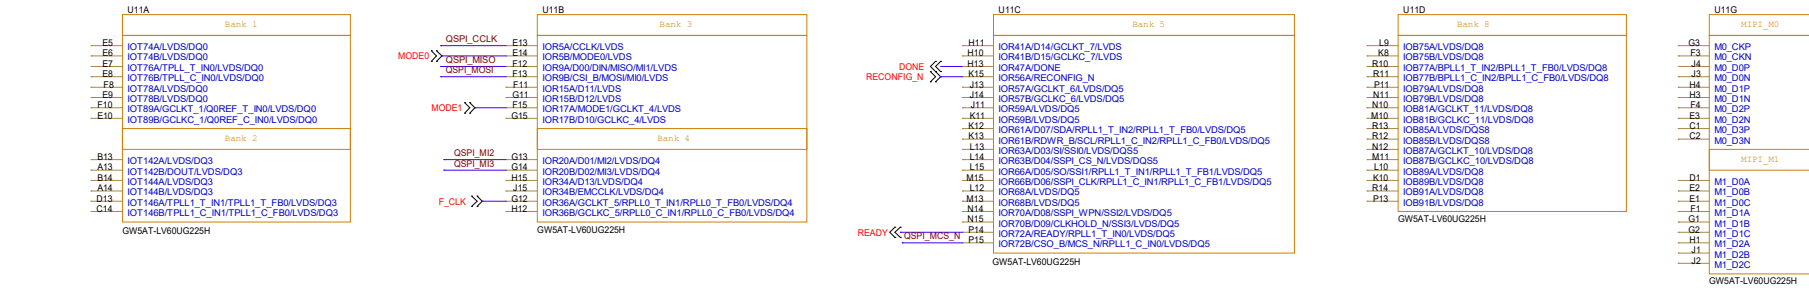 U11A
Bank 1
E5 IOT74A/LVDS/DQ0
E6 IOT74B/LVDS/DQ0
E7 IOT76A/TPLL_T_IN0/LVDS/DQ0
E8 IOT76B/TPLL_C_IN0/LVDS/DQ0
F8 IOT78A/LVDS/DQ0
E9 IOT78B/LVDS/DQ0
F10 IOT89A/GCLKT_1/Q0REF_T_IN0/LVDS/DQ0
E10 IOT89B/GCLKC_1/Q0REF_C_IN0/LVDS/DQ0
Bank 2
B13 IOT142A/LVDS/DQ3
A13 IOT142B/DOUT/LVDS/DQ3
B14 IOT144A/LVDS/DQ3
A14 IOT144B/LVDS/DQ3
D13 IOT146A/TPLL1_T_IN1/TPLL1_T_FB0/LVDS/DQ3
C14 IOT146B/TPLL1_C_IN1/TPLL1_C_FB0/LVDS/DQ3
GW5AT-LV60UG225H
U11B
Bank 3
QSPI_CCLK E13 IOR5A/CCLK/LVDS
MODE0 E14 IOR5B/MODE0/LVDS
QSPI_MISO F12 IOR9A/D00/DIN/MISO/MI1/LVDS
QSPI_MOSI F13 IOR9B/CSI_B/MOSI/MI0/LVDS
F11 IOR15A/D11/LVDS
G11 IOR15B/D12/LVDS
MODE1 F15 IOR17A/MODE1/GCLKT_4/LVDS
G15 IOR17B/D10/GCLKC_4/LVDS
Bank 4
QSPI_MI2 G13 IOR20A/D01/MI2/LVDS/DQ4
QSPI_MI3 G14 IOR20B/D02/MI3/LVDS/DQ4
H15 IOR34A/D13/LVDS/DQ4
J15 IOR34B/EMCCLK/LVDS/DQ4
F_CLK G12 IOR36A/GCLKT_5/RPLL0_T_IN1/RPLL0_T_FB0/LVDS/DQ4
H12 IOR36B/GCLKC_5/RPLL0_C_IN1/RPLL0_C_FB0/LVDS/DQ4
GW5AT-LV60UG225H
U11C
Bank 5
H11 IOR41A/D14/GCLKT_7/LVDS
H10 IOR41B/D15/GCLKC_7/LVDS
DONE H13 IOR47A/DONE
RECONFIG_N K15 IOR56A/RECONFIG_N
J13 IOR57A/GCLKT_6/LVDS/DQ5
J14 IOR57B/GCLKC_6/LVDS/DQ5
J11 IOR59A/LVDS/DQ5
K11 IOR59B/LVDS/DQ5
K12 IOR61A/D07/SDA/RPLL1_T_IN2/RPLL1_T_FB0/LVDS/DQ5
K13 IOR61B/RDWR_B/SCL/RPLL1_C_IN2/RPLL1_C_FB0/LVDS/DQ5
L13 IOR63A/D03/SI/SSI0/LVDS/DQS5
L14 IOR63B/D04/SSPI_CS_N/LVDS/DQS5
L15 IOR66A/D05/SO/SSI1/RPLL1_T_IN1/RPLL1_T_FB1/LVDS/DQ5
M15 IOR66B/D06/SSPI_CLK/RPLL1_C_IN1/RPLL1_C_FB1/LVDS/DQ5
L12 IOR68A/LVDS/DQ5
M13 IOR68B/LVDS/DQ5
N14 IOR70A/D08/SSPI_WPN/SSI2/LVDS/DQ5
N15 IOR70B/D09/CLKHOLD_N/SSI3/LVDS/DQ5
READY P14 IOR72A/READY/RPLL1_T_IN0/LVDS/DQ5
QSPI_MCS_N P15 IOR72B/CSO_B/MCS_N/RPLL1_C_IN0/LVDS/DQ5
GW5AT-LV60UG225H
U11D
Bank 8
L9 IOB75A/LVDS/DQ8
K8 IOB75B/LVDS/DQ8
R10 IOB77A/BPLL1_T_IN2/BPLL1_T_FB0/LVDS/DQ8
R11 IOB77B/BPLL1_C_IN2/BPLL1_C_FB0/LVDS/DQ8
P11 IOB79A/LVDS/DQ8
N11 IOB79B/LVDS/DQ8
N10 IOB81A/GCLKT_11/LVDS/DQ8
M10 IOB81B/GCLKC_11/LVDS/DQ8
R13 IOB85A/LVDS/DQS8
R12 IOB85B/LVDS/DQS8
N12 IOB87A/GCLKT_10/LVDS/DQ8
M11 IOB87B/GCLKC_10/LVDS/DQ8
L10 IOB89A/LVDS/DQ8
K10 IOB89B/LVDS/DQ8
R14 IOB91A/LVDS/DQ8
P13 IOB91B/LVDS/DQ8
GW5AT-LV60UG225H
U11G
MIPI_M0
G3 M0_CKP
F3 M0_CKN
J4 M0_D0P
J3 M0_D0N
H4 M0_D1P
H3 M0_D1N
F4 M0_D2P
E3 M0_D2N
C1 M0_D3P
C2 M0_D3N
MIPI_M1
D1 M1_D0A
E2 M1_D0B
E1 M1_D0C
F1 M1_D1A
G1 M1_D1B
G2 M1_D1C
H1 M1_D2A
J1 M1_D2B
J2 M1_D2C
GW5AT-LV60UG225H